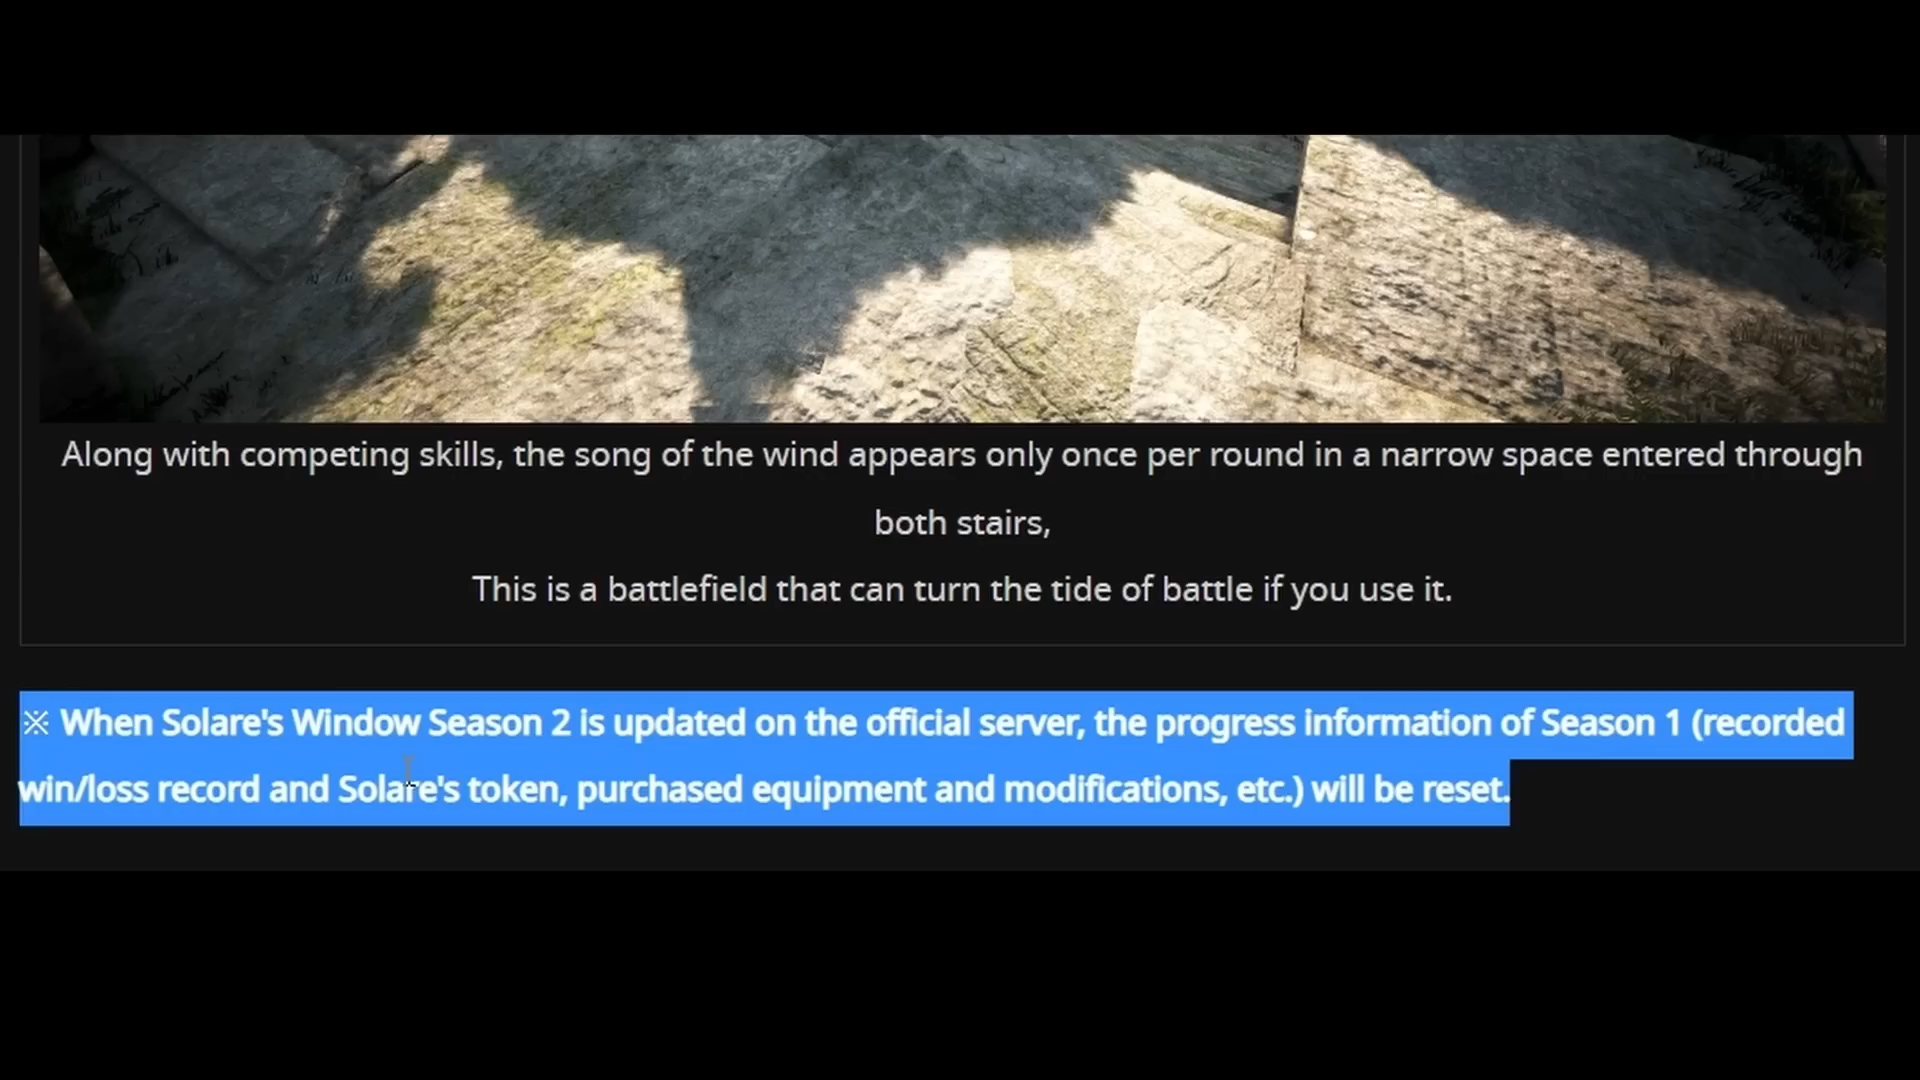 Along with competing skills, the song of the wind appears only once per round in a narrow space entered through
both stairs,
This is a battlefield that can turn the tide of battle if you use it.
※ When Solare's Window Season 2 is updated on the official server, the progress information of Season 1 (recorded
win/loss record and Solare's token, purchased equipment and modifications, etc.) will be reset.